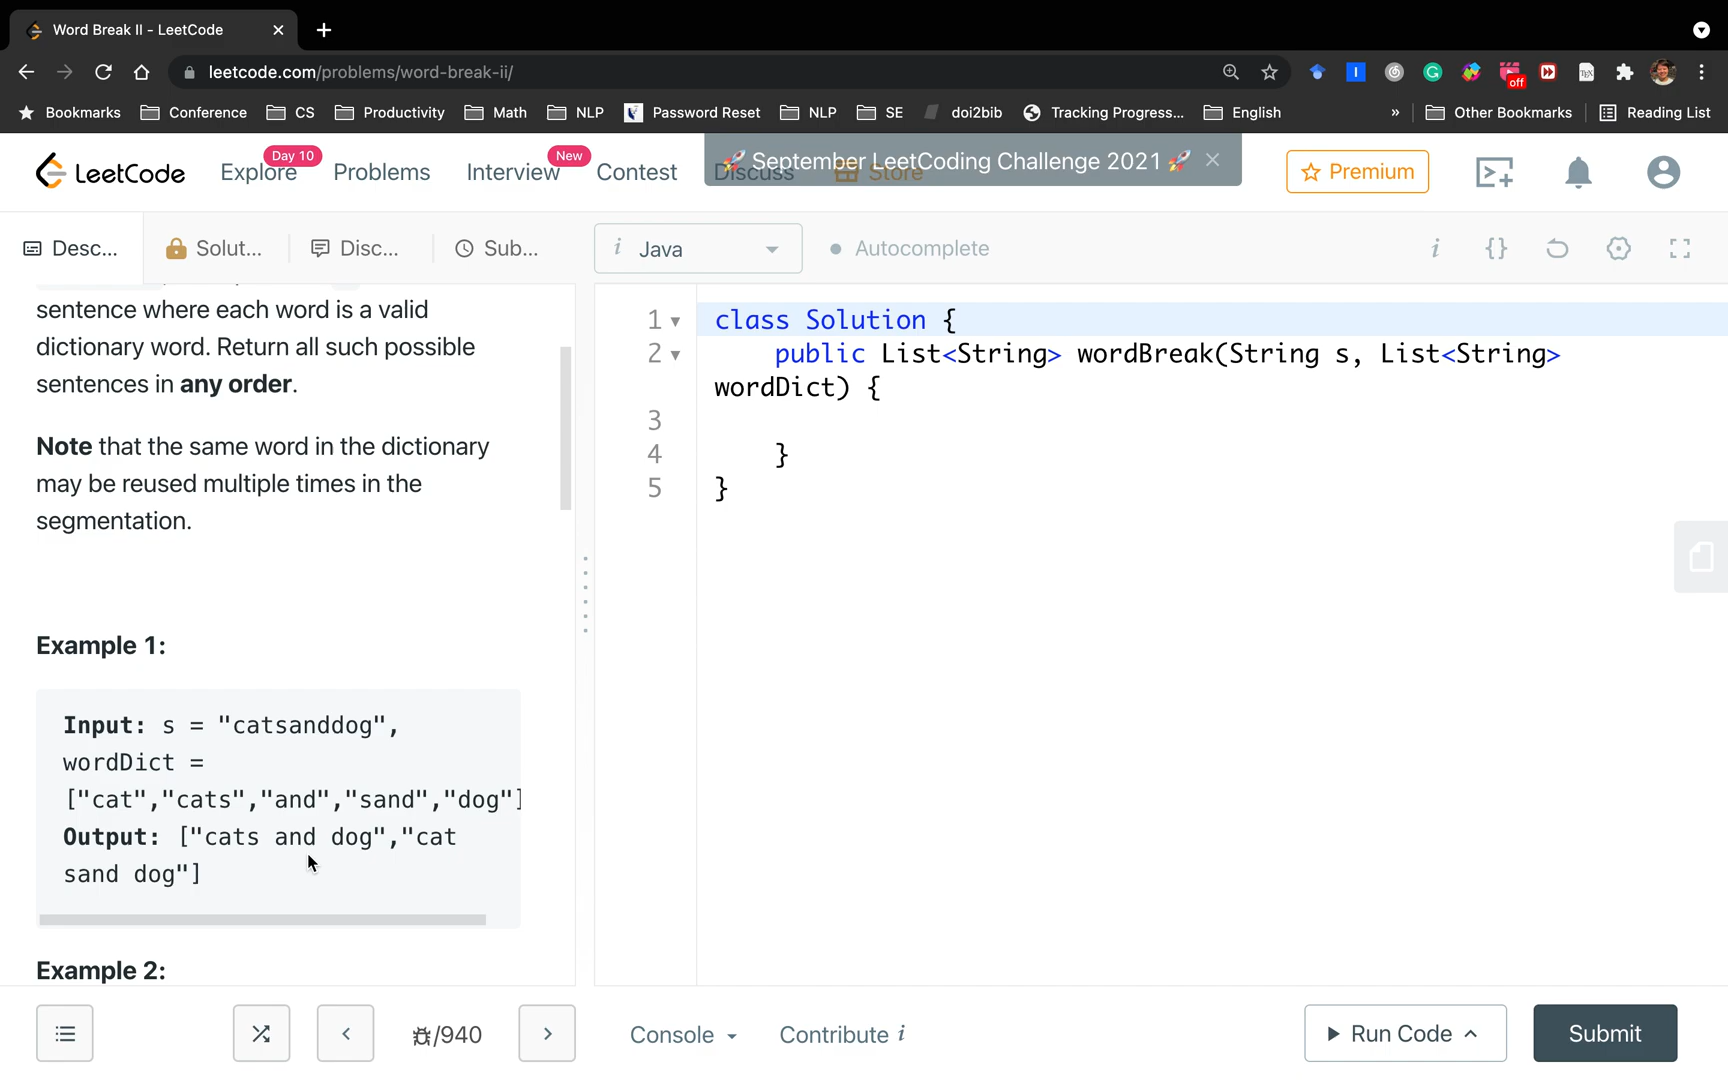 Word Break II - LeetCode
leetcode.com/problems/word-break-ii/
off
Bookmarks Conference CS Productivity Math NLP Password Reset NLP SE doi2bib Tracking Progress... English » Other Bookmarks Reading List
LeetCode Explore Day 10 Problems Interview New Contest Discuss Store Premium
🚀 September LeetCoding Challenge 2021 🚀
Desc... Solut... Disc... Sub...
i Java Autocomplete
sentence where each word is a valid
dictionary word. Return all such possible
sentences in any order.
Note that the same word in the dictionary
may be reused multiple times in the
segmentation.
Example 1:
Input: s = "catsanddog",
wordDict =
["cat","cats","and","sand","dog"]
Output: ["cats and dog","cat
sand dog"]
Example 2:
1 class Solution {
2 public List<String> wordBreak(String s, List<String>
wordDict) {
3
4 }
5 }
/940
Console Contribute i
Run Code Submit